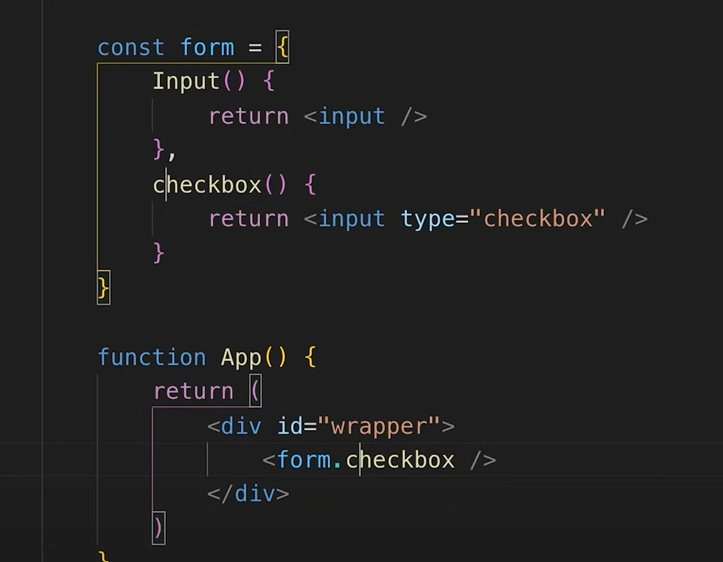 const form = {
    Input() {
        return <input />
    },
    checkbox() {
        return <input type="checkbox" />
    }
}
function App() {
    return (
        <div id="wrapper">
            <form.checkbox />
        </div>
    )
}